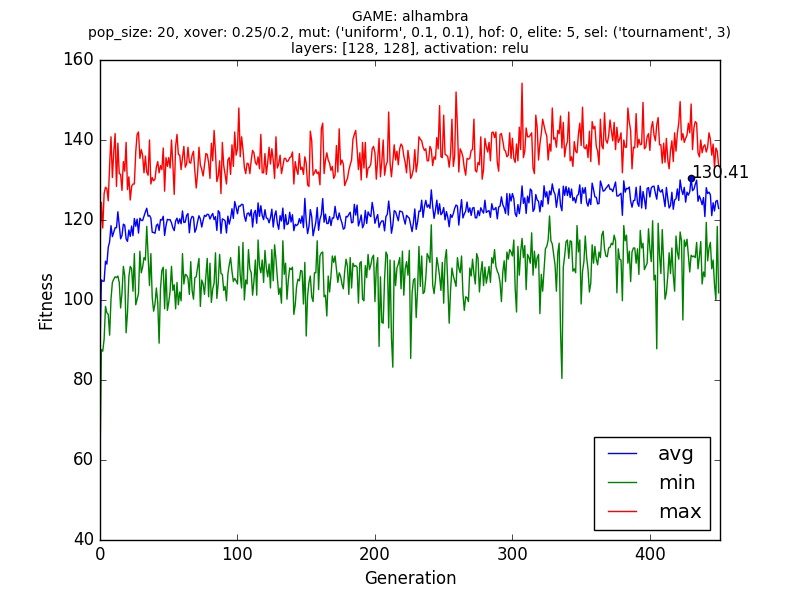 GAME: alhambra
pop_size: 20, xover: 0.25/0.2, mut: ('uniform', 0.1, 0.1), hof: 0, elite: 5, sel: ('tournament', 3)
layers: [128, 128], activation: relu
160
140
120
100
80
60
40
Fitness
130.41
avg
min
max
0
100
200
300
400
Generation